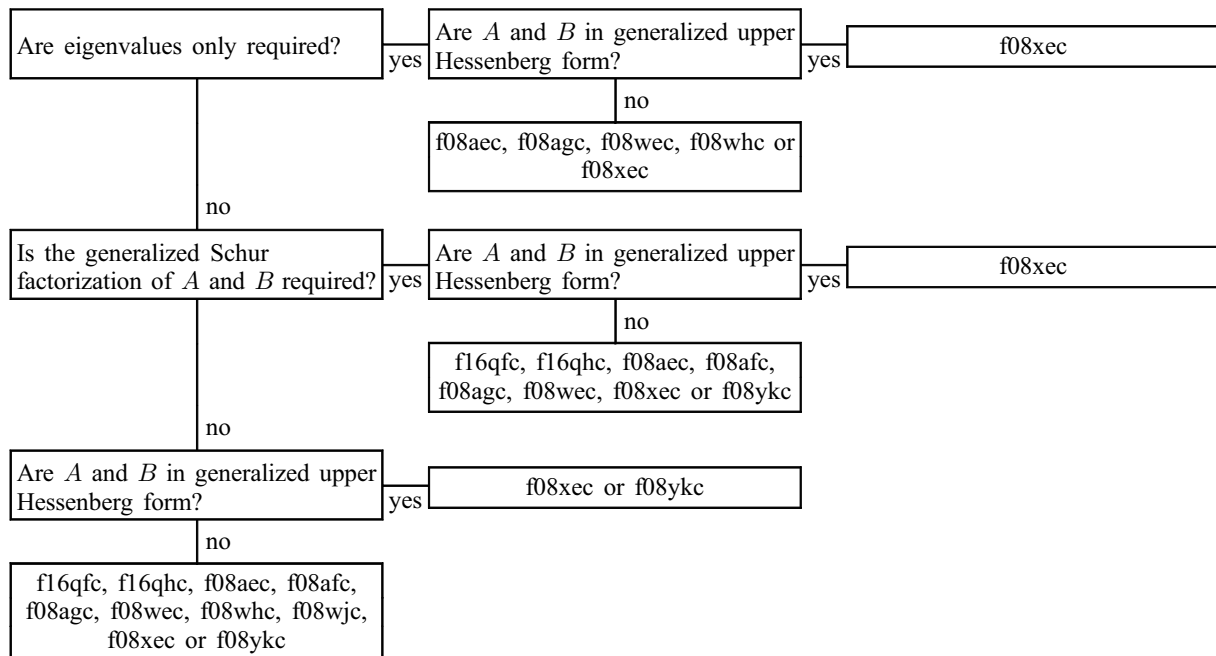 Are eigenvalues only required?
yes
Are A and B in generalized upper
Hessenberg form?
yes
f08xec
no
f08aec, f08agc, f08wec, f08whc or
f08xec
no
Is the generalized Schur
factorization of A and B required?
yes
Are A and B in generalized upper
Hessenberg form?
yes
f08xec
no
f16qfc, f16qhc, f08aec, f08afc,
f08agc, f08wec, f08xec or f08ykc
no
Are A and B in generalized upper
Hessenberg form?
yes
f08xec or f08ykc
no
f16qfc, f16qhc, f08aec, f08afc,
f08agc, f08wec, f08whc, f08wjc,
f08xec or f08ykc